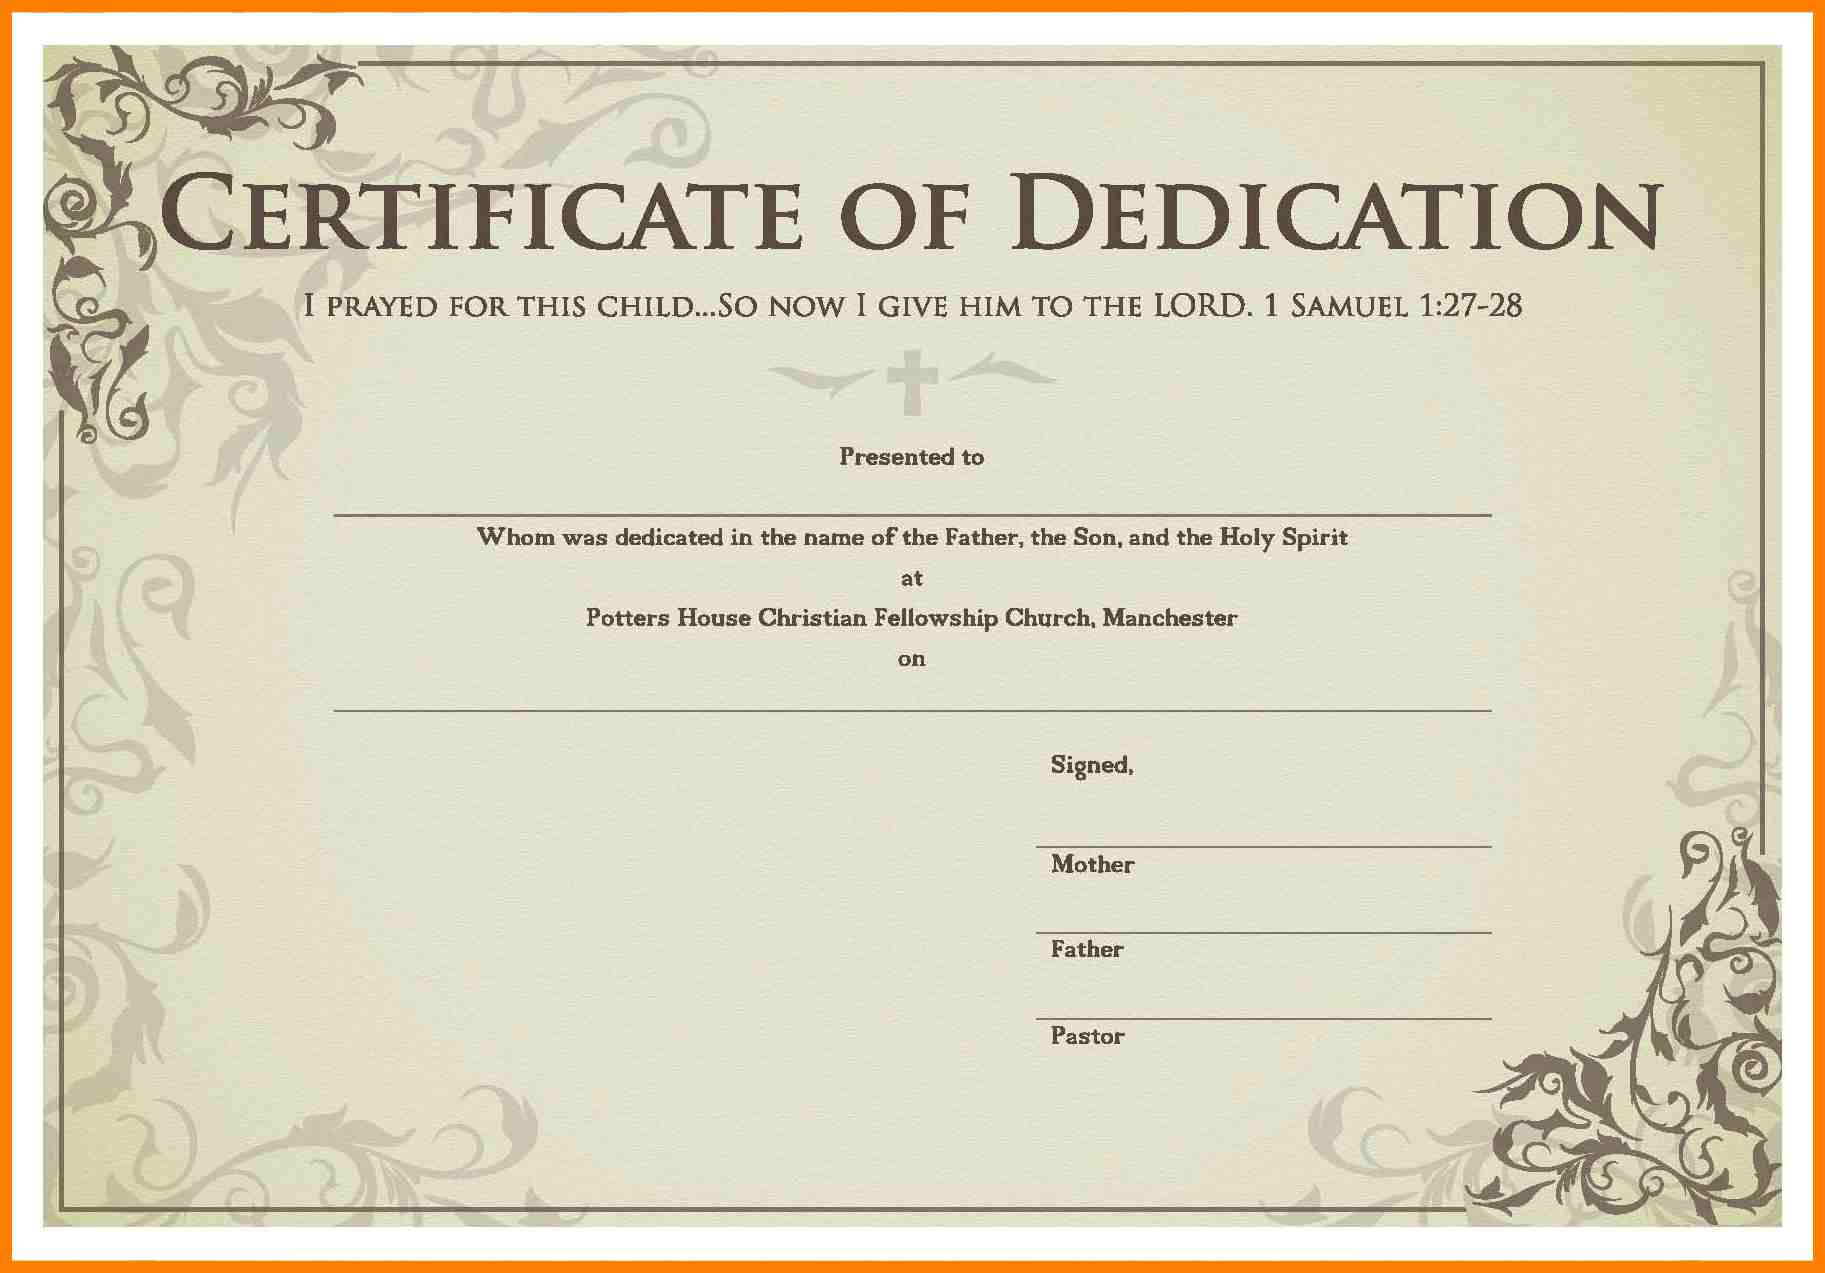 Certificate of Dedication
I prayed for this child...So now I give him to the LORD. 1 Samuel 1:27-28
Presented to
Whom was dedicated in the name of the Father, the Son, and the Holy Spirit
at
Potters House Christian Fellowship Church, Manchester
on
Signed,
Mother
Father
Pastor